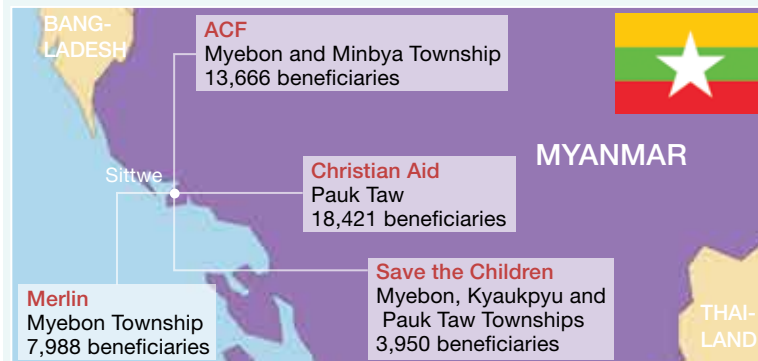 BANG-
LADESH
ACF
Myebon and Minbya Township
13,666 beneficiaries
MYANMAR
Sittwe
Christian Aid
Pauk Taw
18,421 beneficiaries
Save the Children
Myebon, Kyaukpyu and
Pauk Taw Townships
3,950 beneficiaries
Merlin
Myebon Township
7,988 beneficiaries
THAI-
LAND